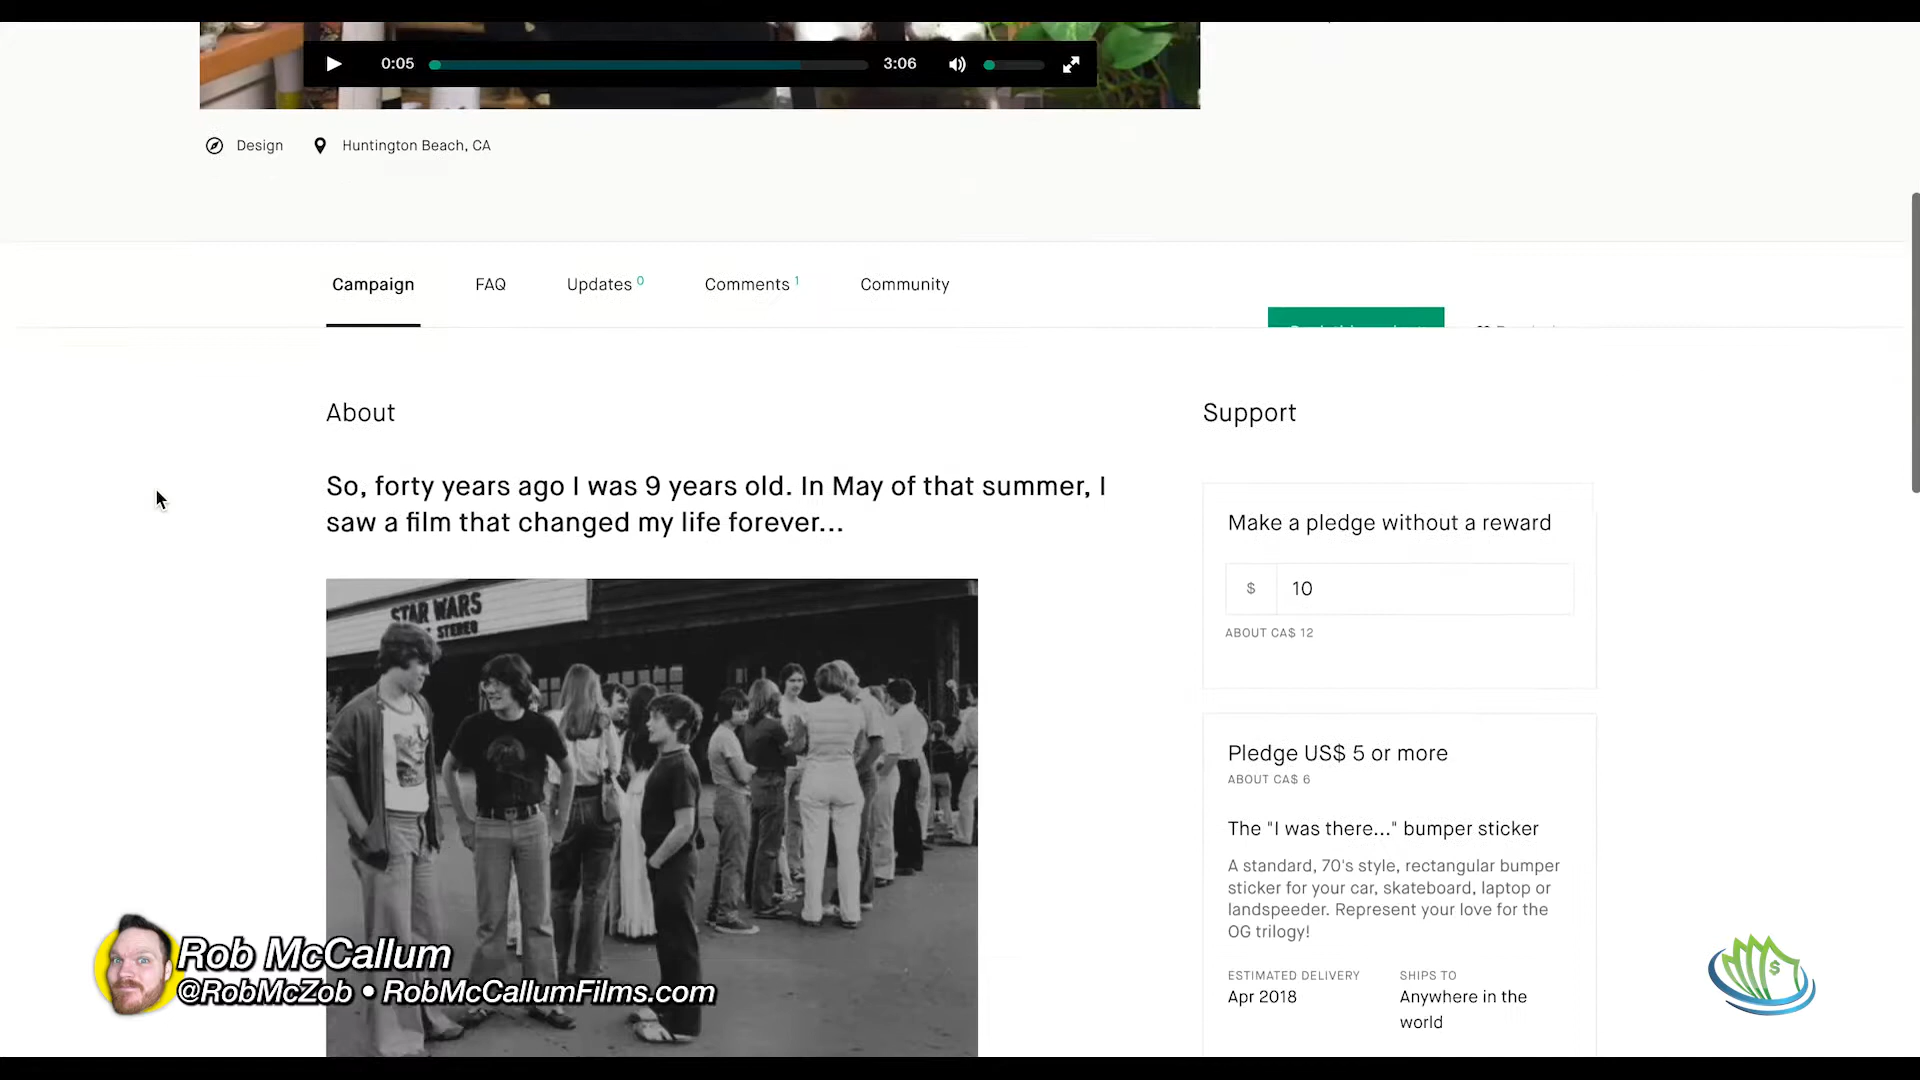 0:05
3:06
Design
Huntington Beach, CA
Campaign
FAQ
Updates 0
Comments 1
Community
About
So, forty years ago I was 9 years old. In May of that summer, I
saw a film that changed my life forever...
STAR WARS
STEREO
Support
Make a pledge without a reward
$ 10
ABOUT CA$ 12
Pledge US$ 5 or more
ABOUT CA$ 6
The "I was there..." bumper sticker
A standard, 70's style, rectangular bumper
sticker for your car, skateboard, laptop or
landspeeder. Represent your love for the
OG trilogy!
ESTIMATED DELIVERY
Apr 2018
SHIPS TO
Anywhere in the
world
Rob McCallum
@RobMcZob • RobMcCallumFilms.com
$